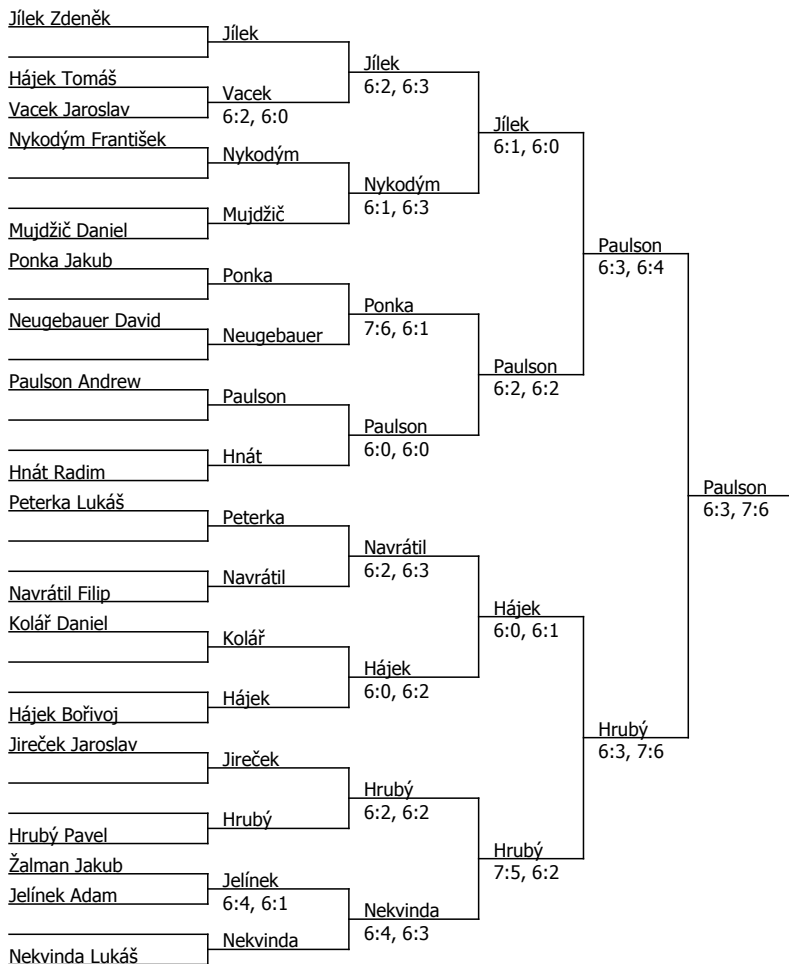 Jílek Zdeněk
Hájek Tomáš
Vacek Jaroslav
Nykodým František
Mujdžič Daniel
Ponka Jakub
Neugebauer David
Paulson Andrew
Hnát Radim
Peterka Lukáš
Navrátil Filip
Kolář Daniel
Hájek Bořivoj
Jireček Jaroslav
Hrubý Pavel
Žalman Jakub
Jelínek Adam
Nekvinda Lukáš
Jílek
Vacek
6:2, 6:0
Nykodým
Mujdžič
Ponka
Neugebauer
Paulson
Hnát
Peterka
Navrátil
Kolář
Hájek
Jireček
Hrubý
Jelínek
6:4, 6:1
Nekvinda
Jílek
6:2, 6:3
Nykodým
6:1, 6:3
Ponka
7:6, 6:1
Paulson
6:0, 6:0
Navrátil
6:2, 6:3
Hájek
6:0, 6:2
Hrubý
6:2, 6:2
Nekvinda
6:4, 6:3
Jílek
6:1, 6:0
Paulson
6:2, 6:2
Hájek
6:0, 6:1
Hrubý
7:5, 6:2
Paulson
6:3, 6:4
Hrubý
6:3, 7:6
Paulson
6:3, 7:6